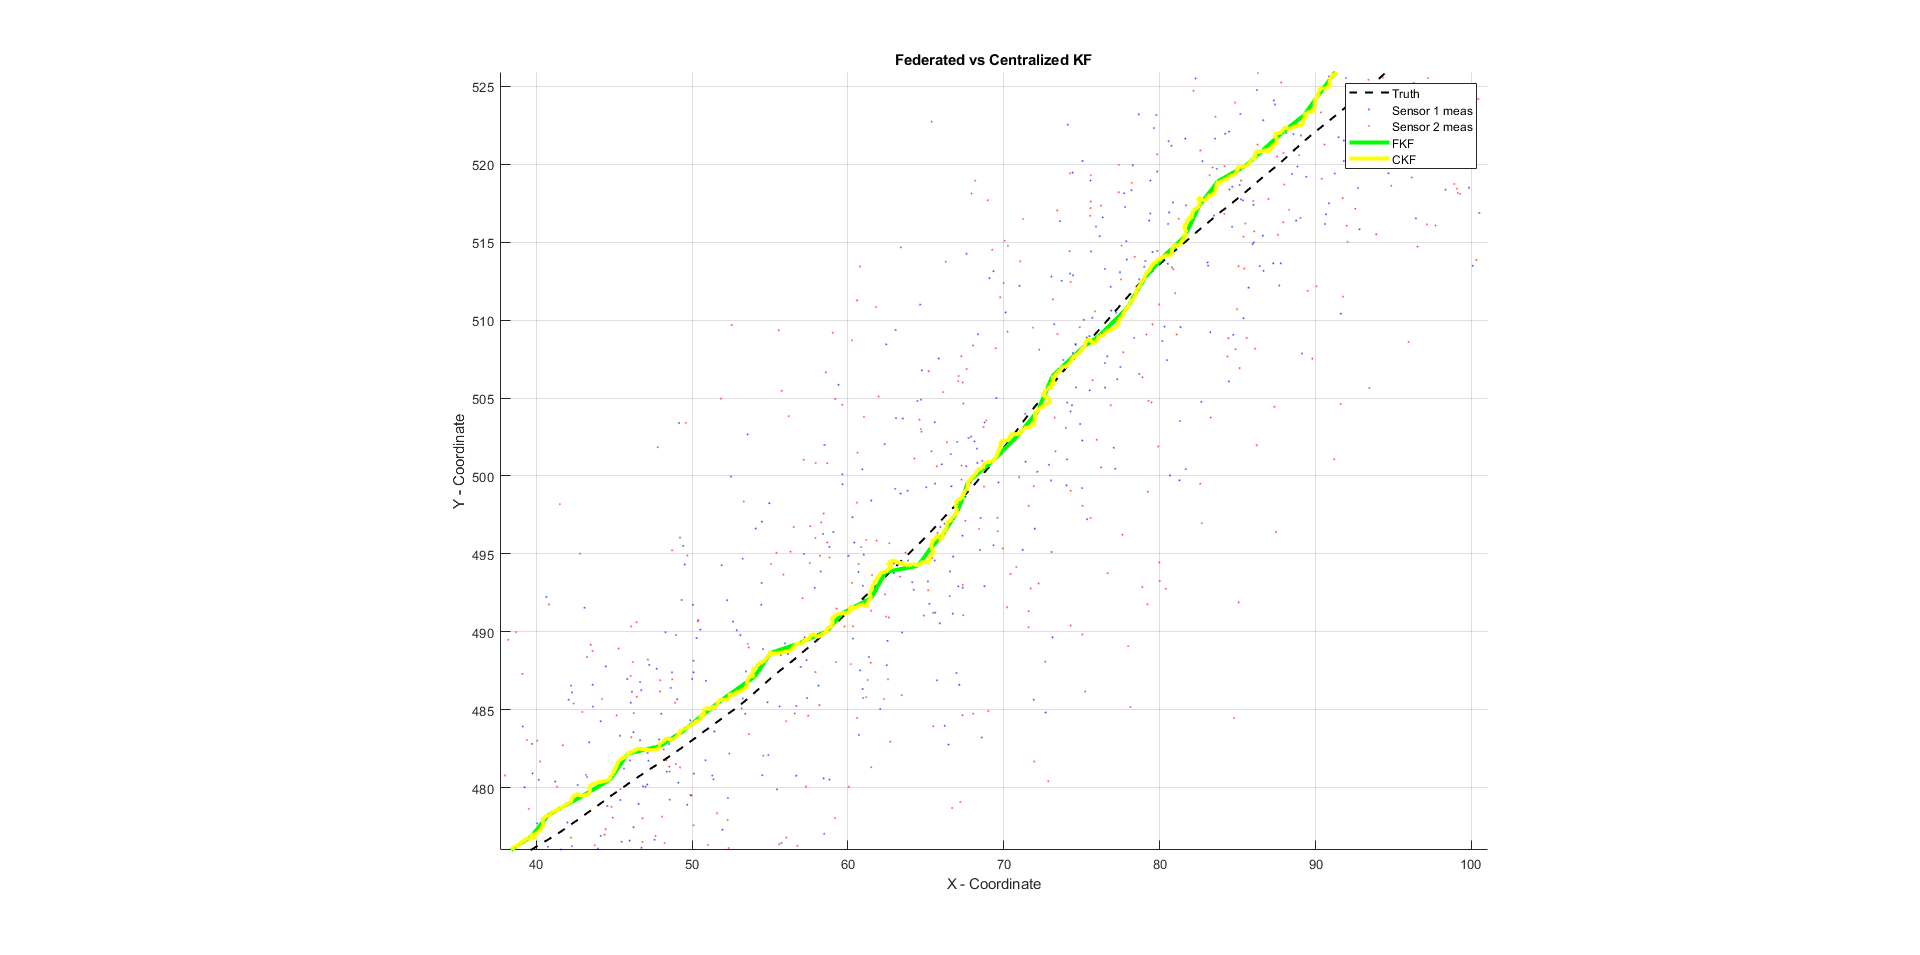 Federated vs Centralized KF
Truth
Sensor 1 meas
Sensor 2 meas
FKF
CKF
Y - Coordinate
525
520
515
510
505
500
495
490
485
480
40
50
60
70
80
90
100
X - Coordinate